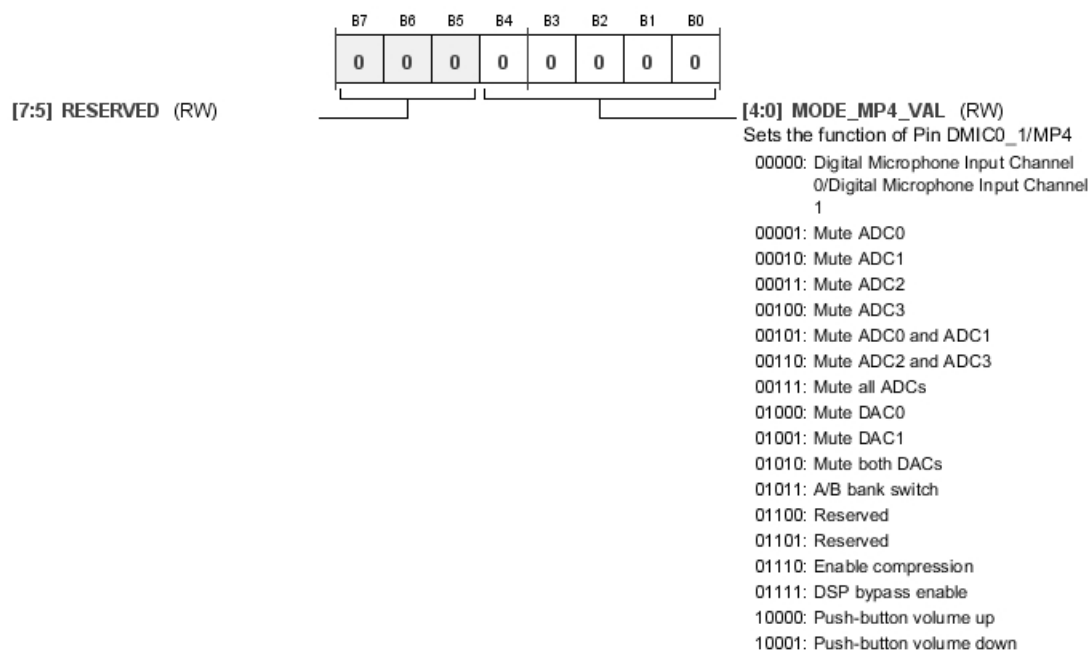 B7 B6 B5 B4 B3 B2 B1 B0
0 0 0 0 0 0 0 0
[7:5] RESERVED (RW)
[4:0] MODE_MP4_VAL (RW)
Sets the function of Pin DMIC0_1/MP4
00000: Digital Microphone Input Channel
0/Digital Microphone Input Channel
1
00001: Mute ADC0
00010: Mute ADC1
00011: Mute ADC2
00100: Mute ADC3
00101: Mute ADC0 and ADC1
00110: Mute ADC2 and ADC3
00111: Mute all ADCs
01000: Mute DAC0
01001: Mute DAC1
01010: Mute both DACs
01011: A/B bank switch
01100: Reserved
01101: Reserved
01110: Enable compression
01111: DSP bypass enable
10000: Push-button volume up
10001: Push-button volume down